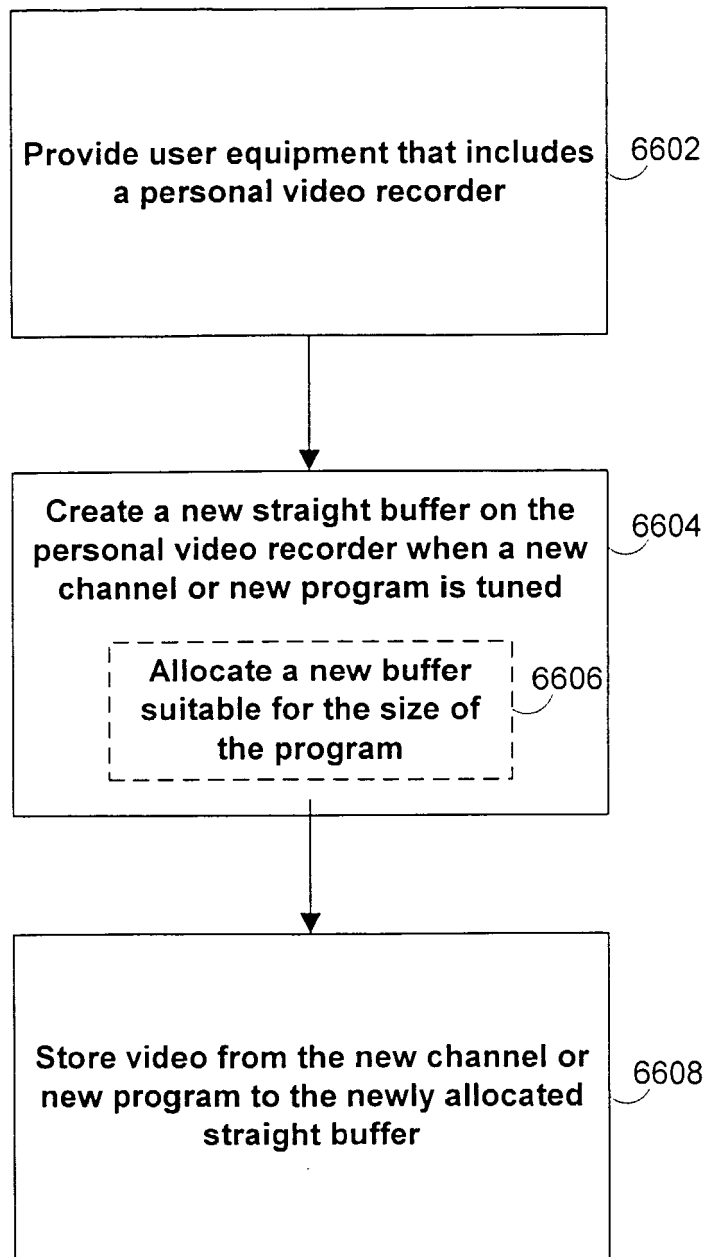 Provide user equipment that includes
a personal video recorder
6602
Create a new straight buffer on the
personal video recorder when a new
channel or new program is tuned
6604
Allocate a new buffer
suitable for the size of
the program
6606
Store video from the new channel or
new program to the newly allocated
straight buffer
6608